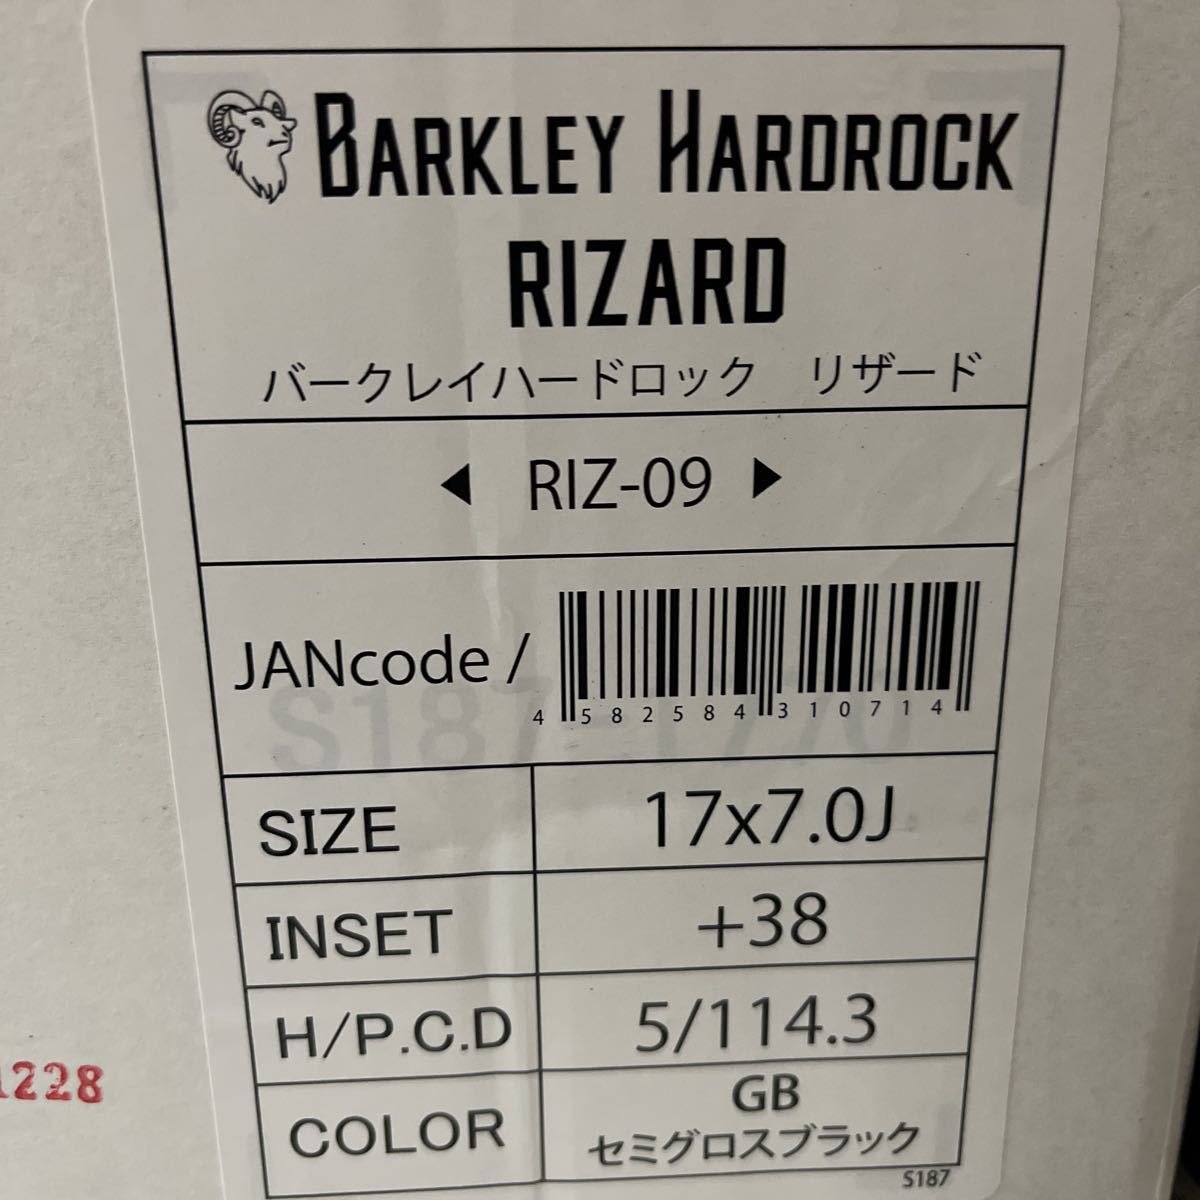 BARKLEY HARDROCK
RIZARD
バークレイハードロック リザード
◀ RIZ-09 ▶
JANcode /
4 582584 310714
SIZE 17x7.0J
INSET +38
H/P.C.D 5/114.3
COLOR GB
セミグロスブラック
S187
1228